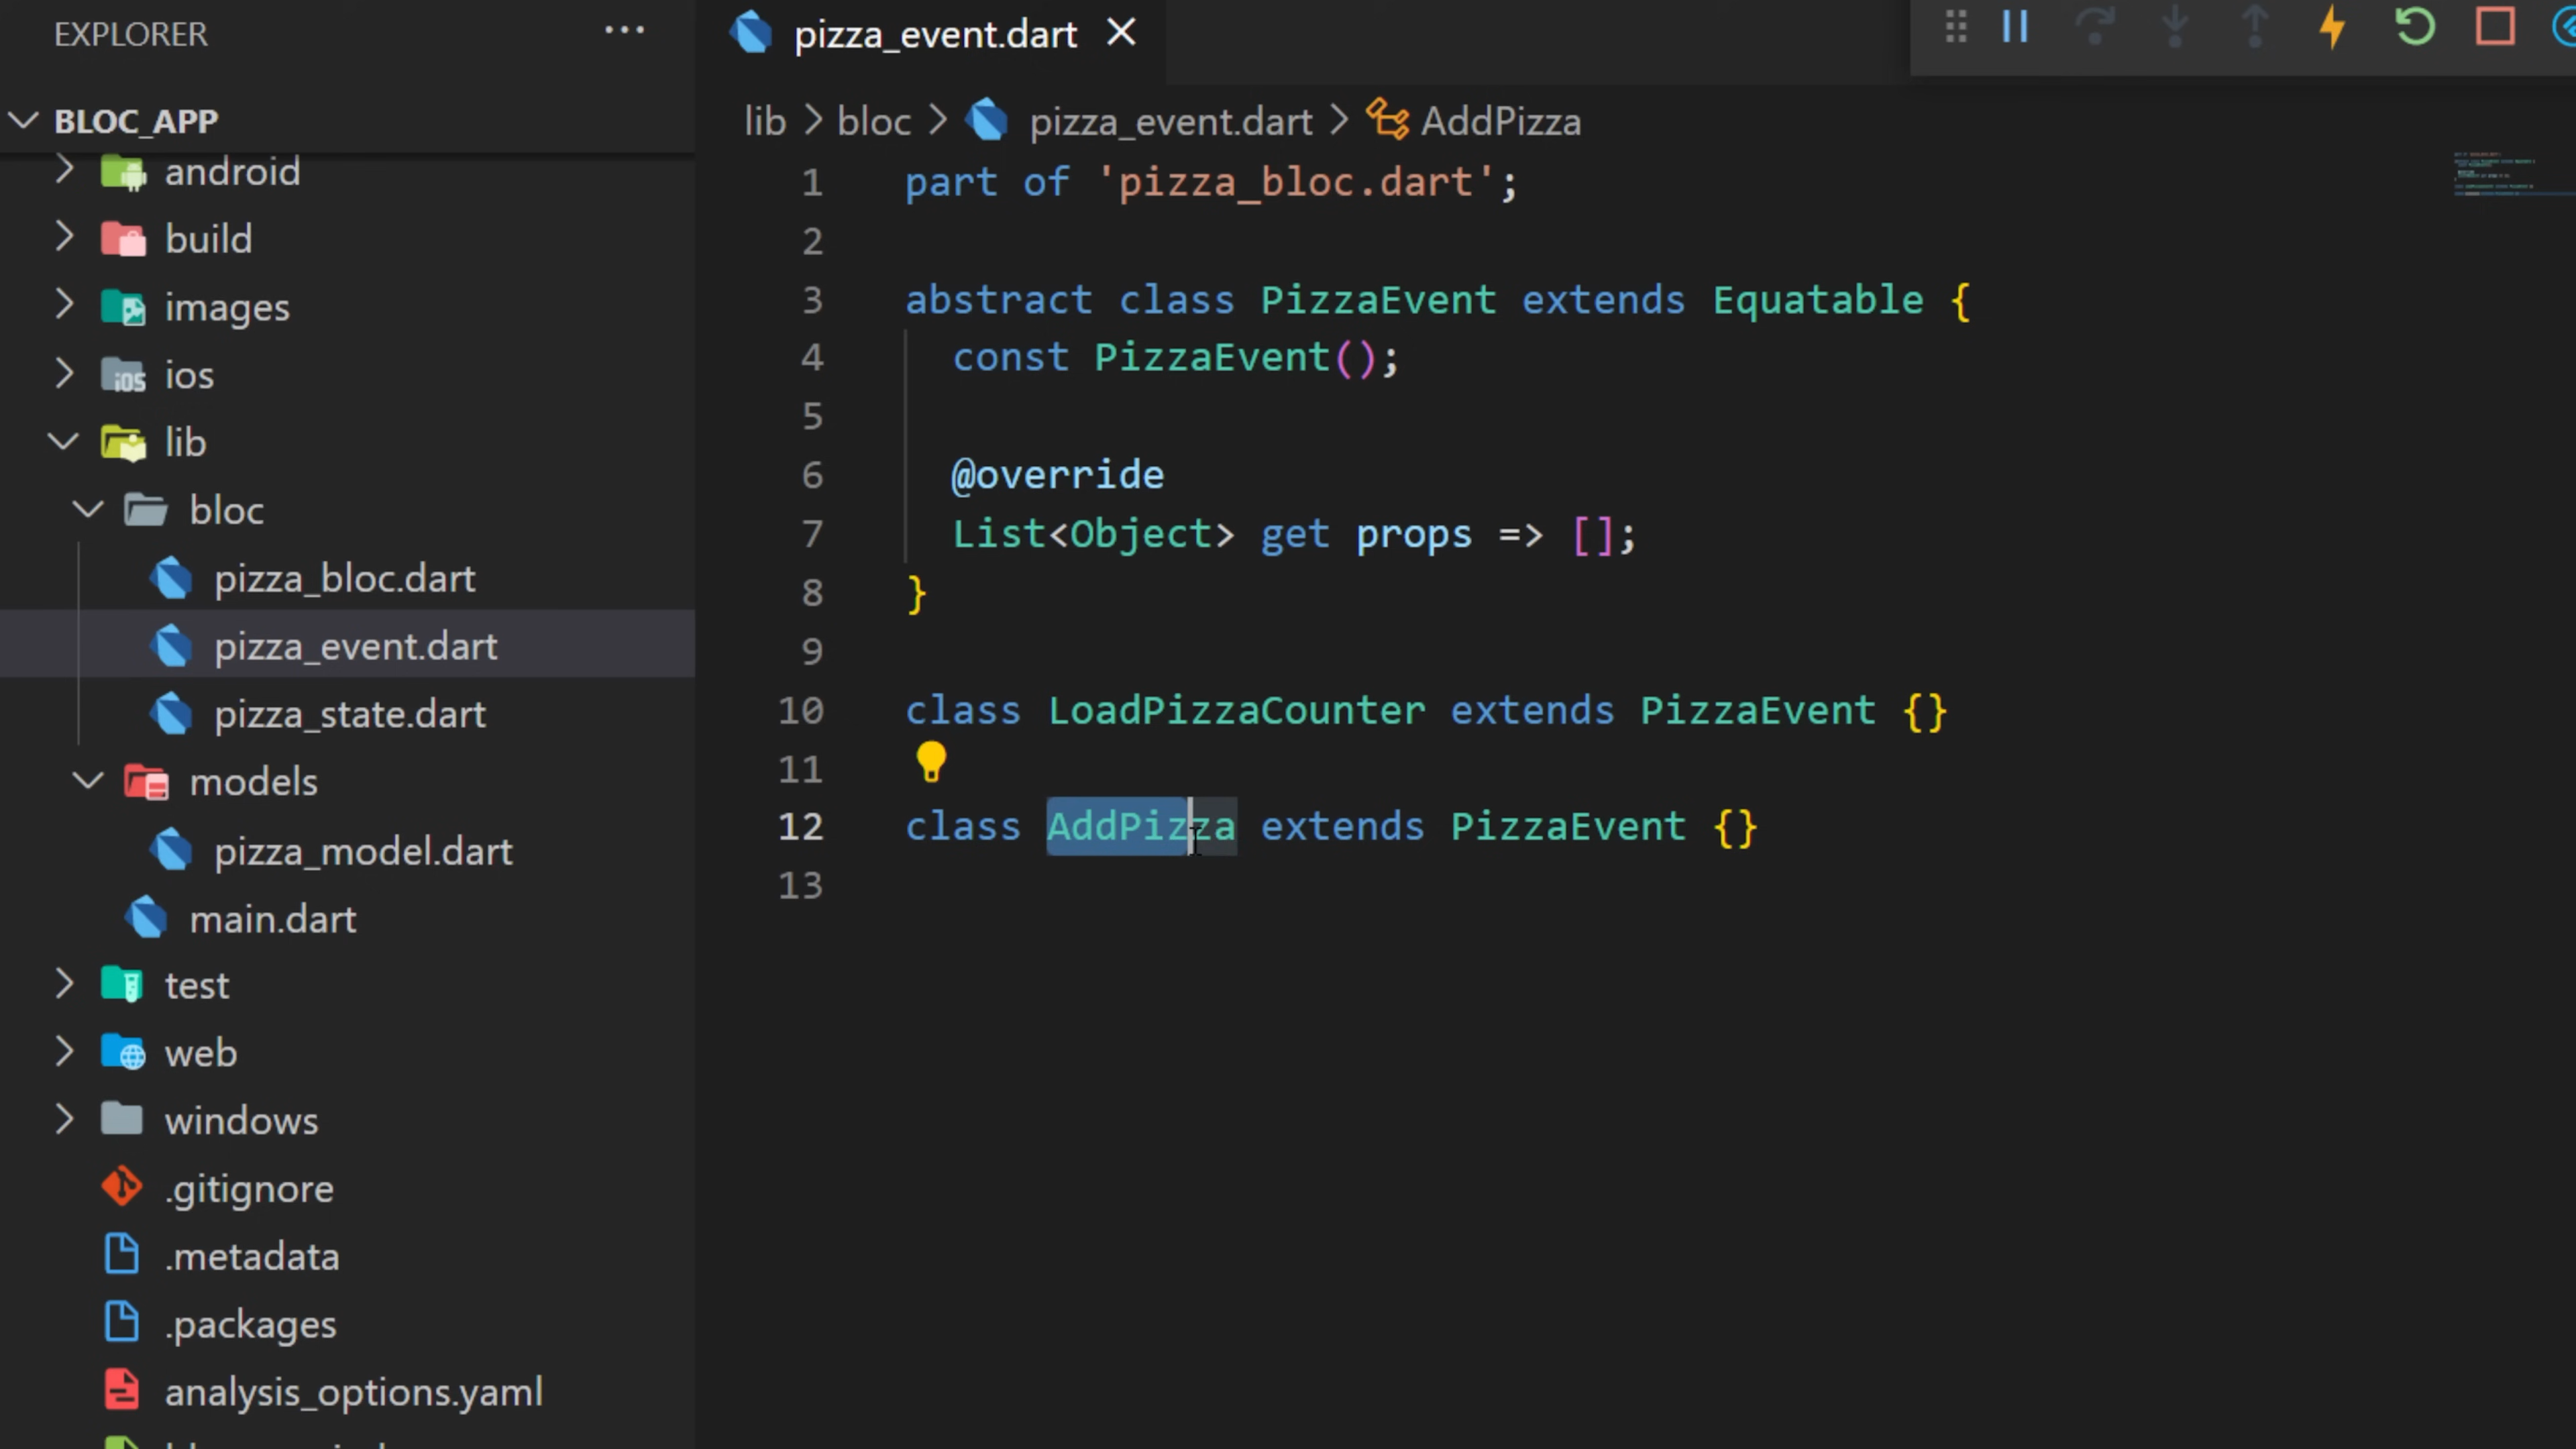 EXPLORER
BLOC_APP
android
build
images
ios
lib
bloc
pizza_bloc.dart
pizza_event.dart
pizza_state.dart
models
pizza_model.dart
main.dart
test
web
windows
.gitignore
.metadata
.packages
analysis_options.yaml
pizza_event.dart
lib > bloc > pizza_event.dart > AddPizza
1 part of 'pizza_bloc.dart';
2
3 abstract class PizzaEvent extends Equatable {
4 const PizzaEvent();
5
6 @override
7 List<Object> get props => [];
8 }
9
10 class LoadPizzaCounter extends PizzaEvent {}
11
12 class AddPizza extends PizzaEvent {}
13